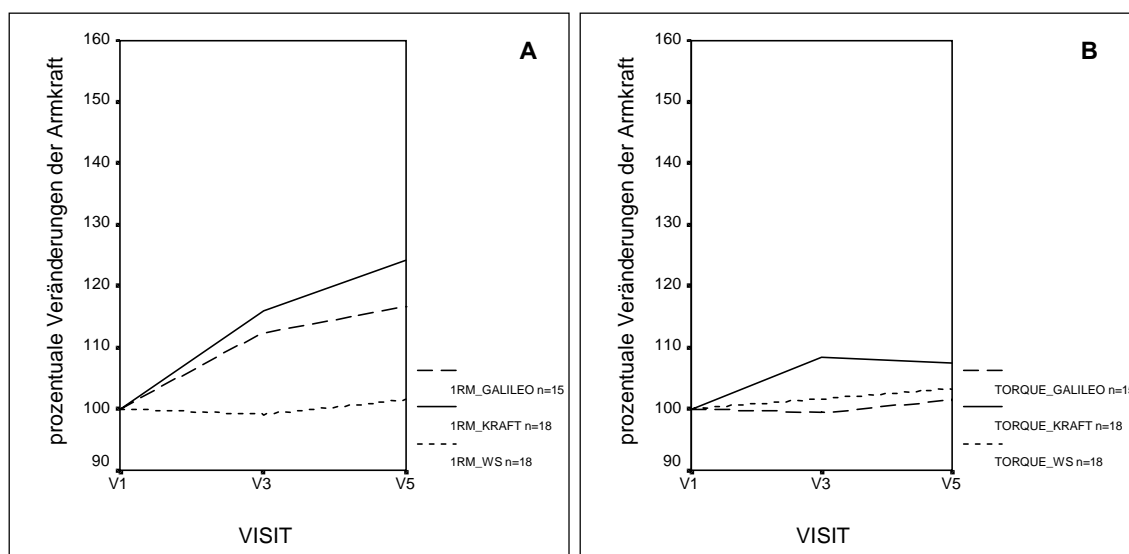 A
prozentuale Veränderungen der Armkraft
160
150
140
130
120
110
100
90
V1
V3
V5
VISIT
1RM_GALILEO n=15
1RM_KRAFT n=18
1RM_WS n=18
B
prozentuale Veränderungen der Armkraft
160
150
140
130
120
110
100
90
V1
V3
V5
VISIT
TORQUE_GALILEO n=15
TORQUE_KRAFT n=18
TORQUE_WS n=18